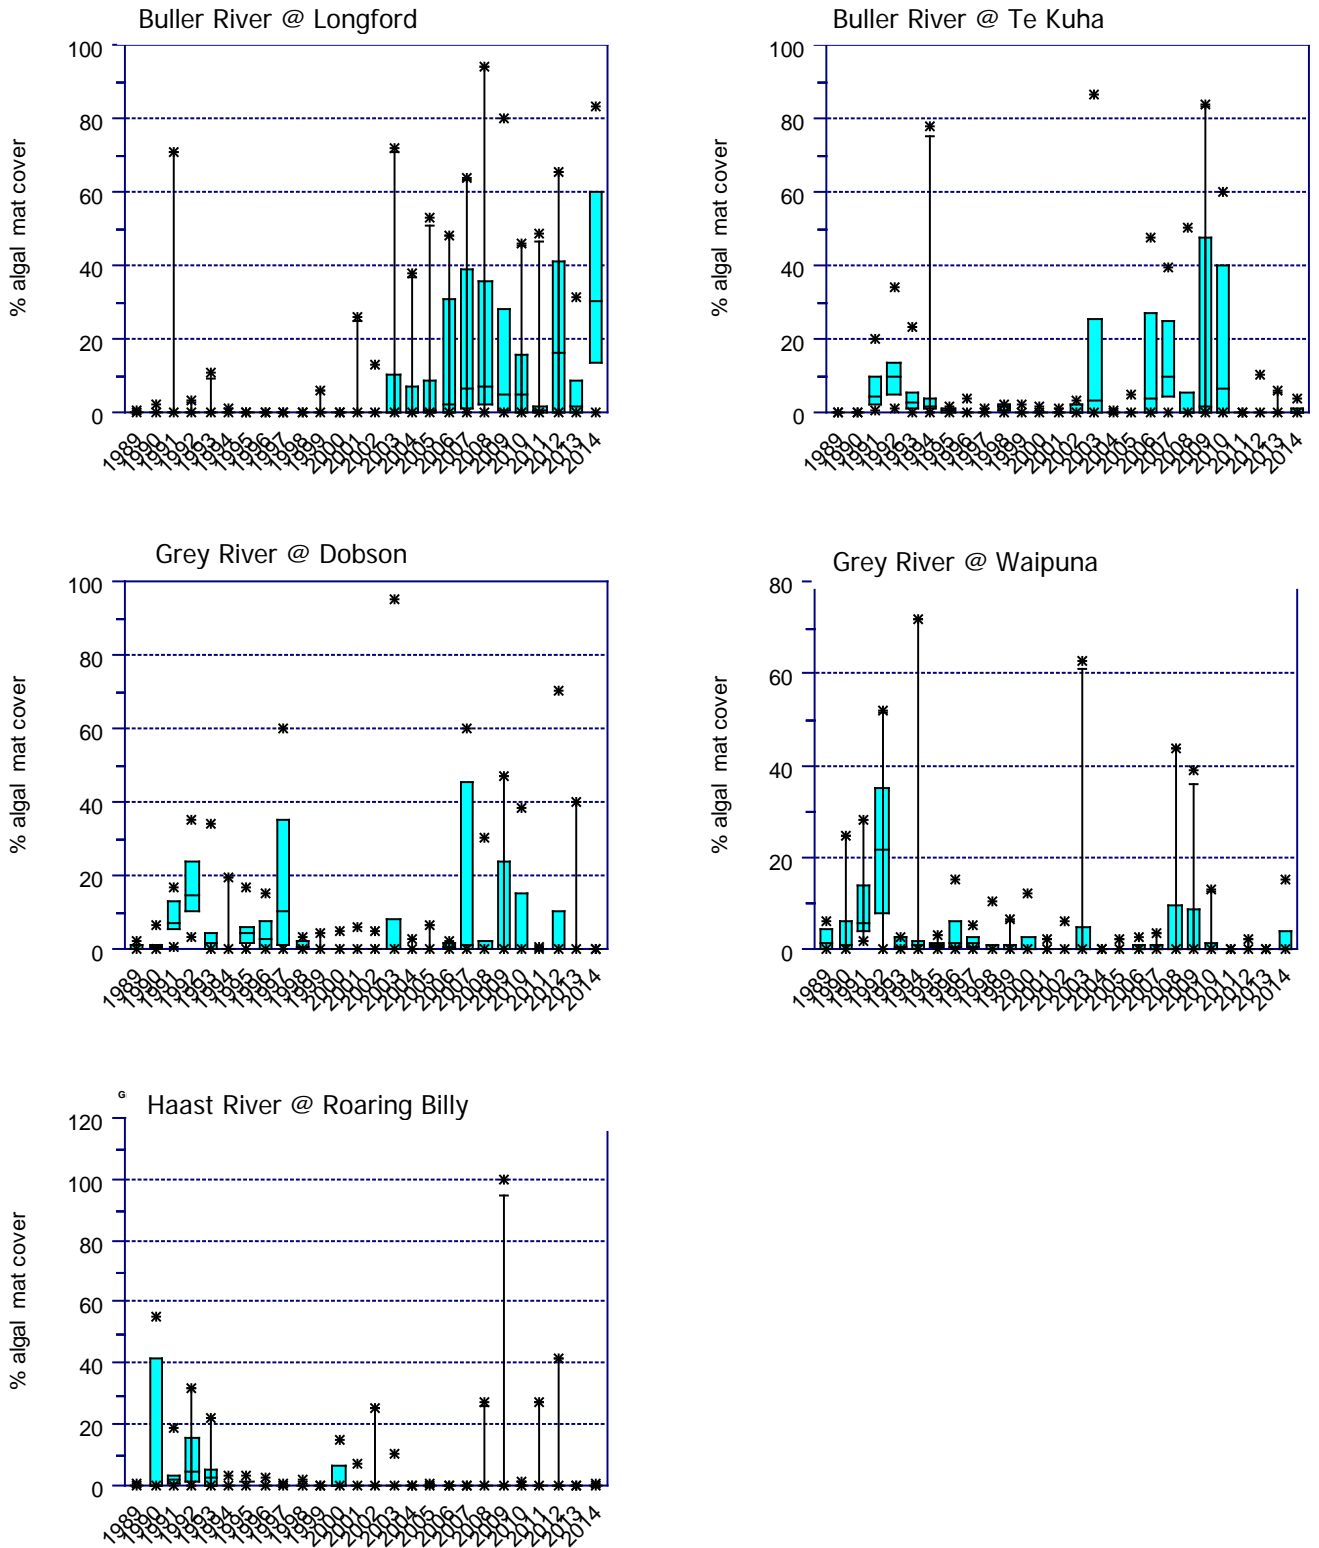 Buller River @ Longford
% algal mat cover
100
80
60
40
20
0
1989 1990 1991 1992 1993 1994 1995 1996 1997 1998 1999 2000 2001 2002 2003 2004 2005 2006 2007 2008 2009 2010 2011 2012 2013 2014
Buller River @ Te Kuha
% algal mat cover
100
80
60
40
20
0
1989 1990 1991 1992 1993 1994 1995 1996 1997 1998 1999 2000 2001 2002 2003 2004 2005 2006 2007 2008 2009 2010 2011 2012 2013 2014
Grey River @ Dobson
% algal mat cover
100
80
60
40
20
0
1989 1990 1991 1992 1993 1994 1995 1996 1997 1998 1999 2000 2001 2002 2003 2004 2005 2006 2007 2008 2009 2010 2011 2012 2013 2014
Grey River @ Waipuna
% algal mat cover
80
60
40
20
0
1989 1990 1991 1992 1993 1994 1995 1996 1997 1998 1999 2000 2001 2002 2003 2004 2005 2006 2007 2008 2009 2010 2011 2012 2013 2014
G Haast River @ Roaring Billy
% algal mat cover
120
100
80
60
40
20
0
1989 1990 1991 1992 1993 1994 1995 1996 1997 1998 1999 2000 2001 2002 2003 2004 2005 2006 2007 2008 2009 2010 2011 2012 2013 2014